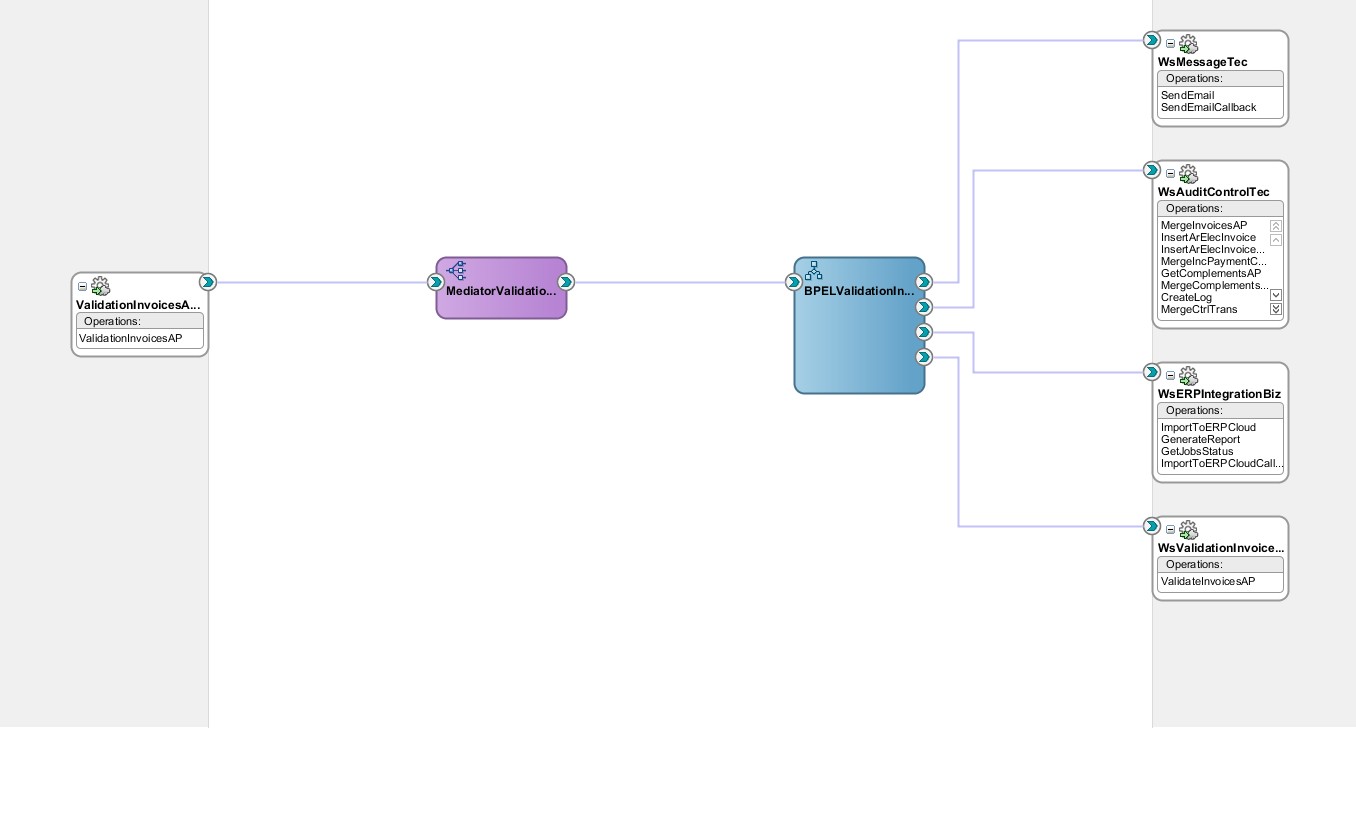 ValidationInvoicesA...
Operations:
ValidationInvoicesAP
MediatorValidatio...
BPELValidationIn...
WsMessageTec
Operations:
SendEmail
SendEmailCallback
WsAuditControlTec
Operations:
MergeInvoicesAP
InsertArElecInvoice
InsertArElecInvoice...
MergeIncPaymentC...
GetComplementsAP
MergeComplements...
CreateLog
MergeCtrlTrans
WsERPIntegrationBiz
Operations:
ImportToERPCloud
GenerateReport
GetJobsStatus
ImportToERPCloudCall...
WsValidationInvoice...
Operations:
ValidateInvoicesAP